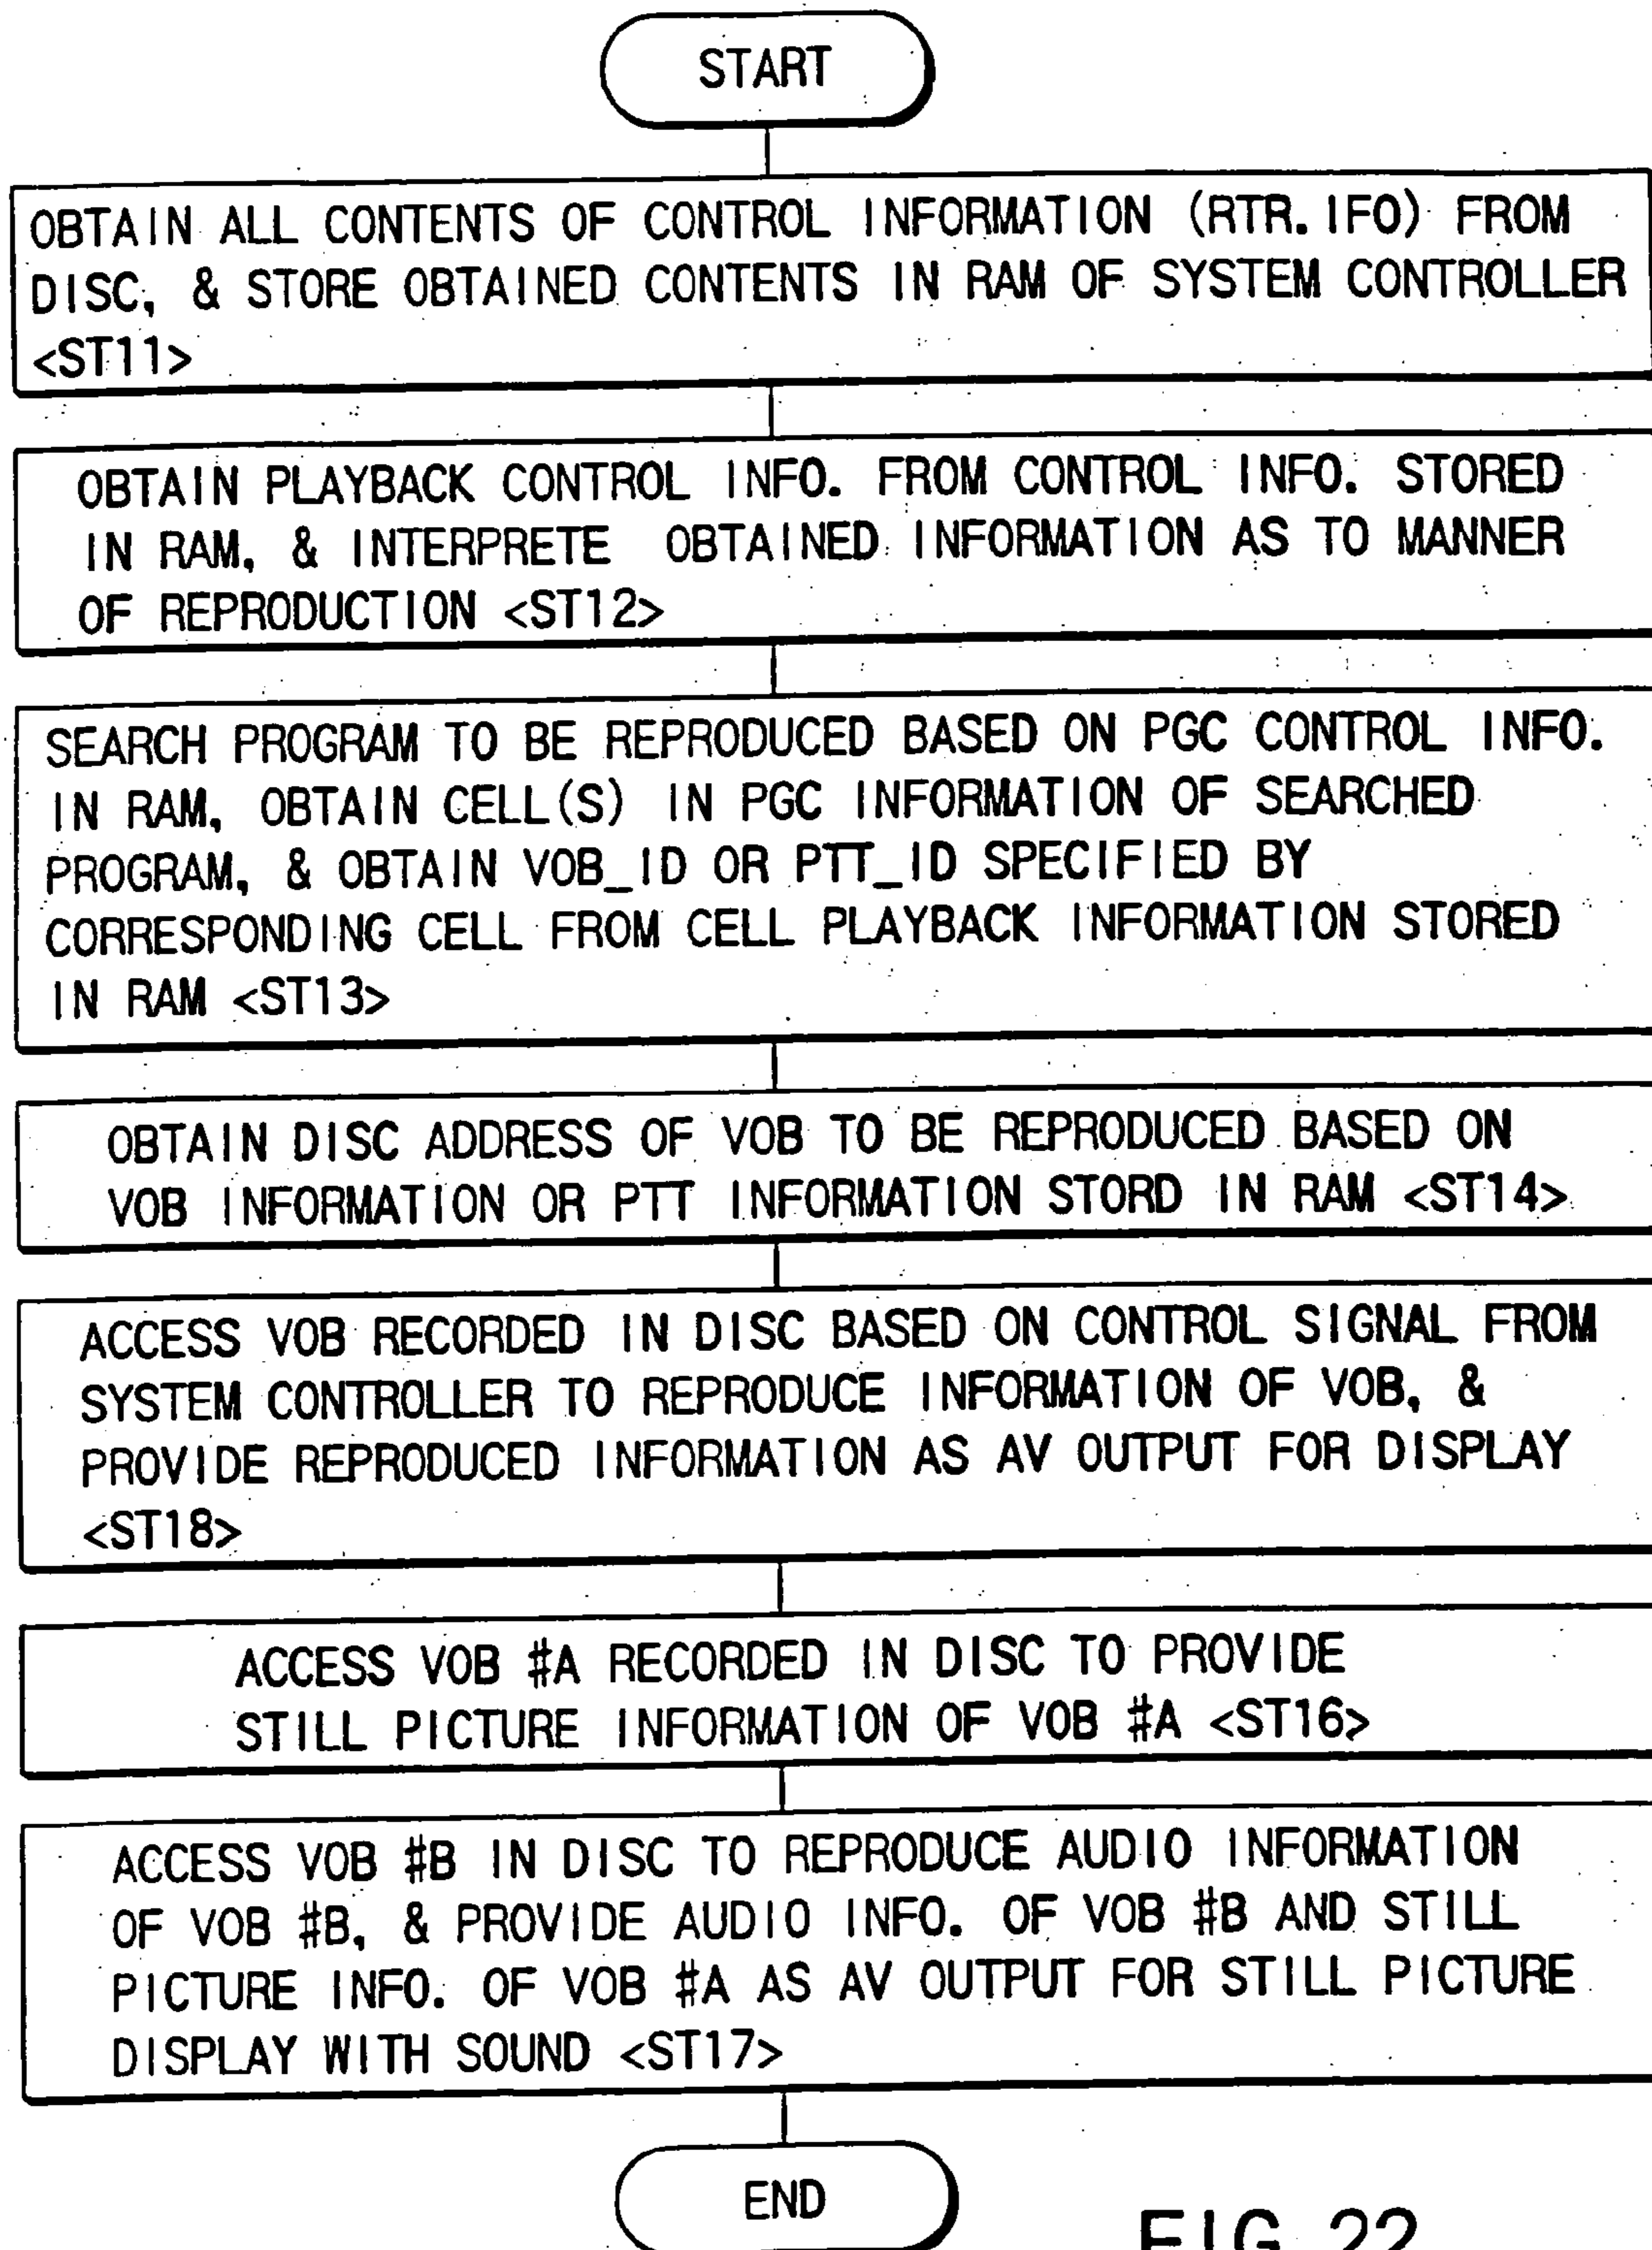 START
OBTAIN ALL CONTENTS OF CONTROL INFORMATION (RTR.IFO) FROM
DISC, & STORE OBTAINED CONTENTS IN RAM OF SYSTEM CONTROLLER
<ST11>
OBTAIN PLAYBACK CONTROL INFO. FROM CONTROL INFO. STORED
IN RAM, & INTERPRETE OBTAINED INFORMATION AS TO MANNER
OF REPRODUCTION <ST12>
SEARCH PROGRAM TO BE REPRODUCED BASED ON PGC CONTROL INFO.
IN RAM, OBTAIN CELL(S) IN PGC INFORMATION OF SEARCHED
PROGRAM, & OBTAIN VOB_ID OR PTT_ID SPECIFIED BY
CORRESPONDING CELL FROM CELL PLAYBACK INFORMATION STORED
IN RAM <ST13>
OBTAIN DISC ADDRESS OF VOB TO BE REPRODUCED BASED ON
VOB INFORMATION OR PTT INFORMATION STORD IN RAM <ST14>
ACCESS VOB RECORDED IN DISC BASED ON CONTROL SIGNAL FROM
SYSTEM CONTROLLER TO REPRODUCE INFORMATION OF VOB, &
PROVIDE REPRODUCED INFORMATION AS AV OUTPUT FOR DISPLAY
<ST18>
ACCESS VOB #A RECORDED IN DISC TO PROVIDE
STILL PICTURE INFORMATION OF VOB #A <ST16>
ACCESS VOB #B IN DISC TO REPRODUCE AUDIO INFORMATION
OF VOB #B, & PROVIDE AUDIO INFO. OF VOB #B AND STILL
PICTURE INFO. OF VOB #A AS AV OUTPUT FOR STILL PICTURE
DISPLAY WITH SOUND <ST17>
END
FIG. 22